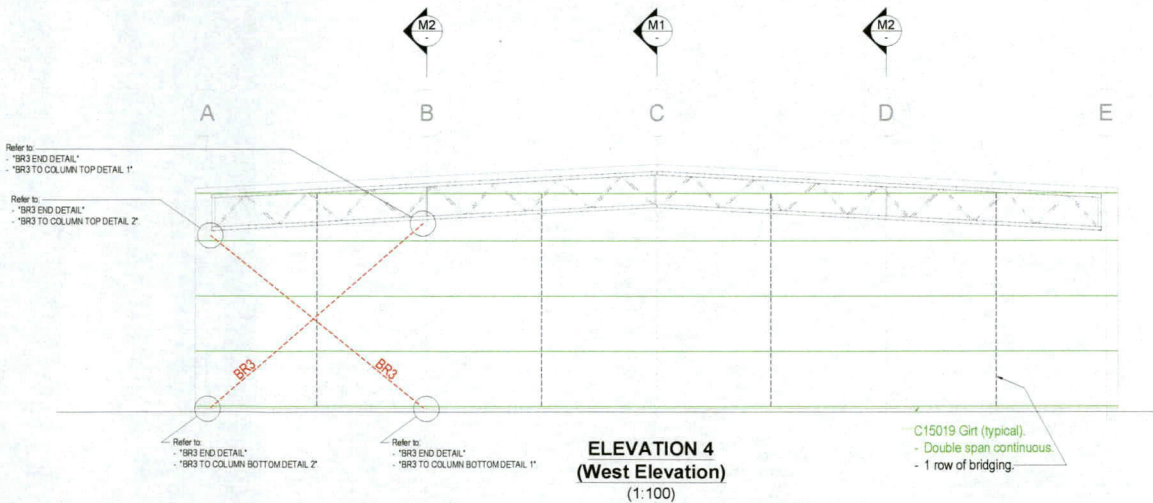 M2
-
M1
-
M2
-
A
B
C
D
E
Refer to:
- "BR3 END DETAIL"
- "BR3 TO COLUMN TOP DETAIL 1"
Refer to:
- "BR3 END DETAIL"
- "BR3 TO COLUMN TOP DETAIL 2"
BR3
BR3
Refer to:
- "BR3 END DETAIL"
- "BR3 TO COLUMN BOTTOM DETAIL 2"
Refer to:
- "BR3 END DETAIL"
- "BR3 TO COLUMN BOTTOM DETAIL 1"
ELEVATION 4
(West Elevation)
(1:100)
C15019 Girt (typical).
- Double span continuous.
- 1 row of bridging.